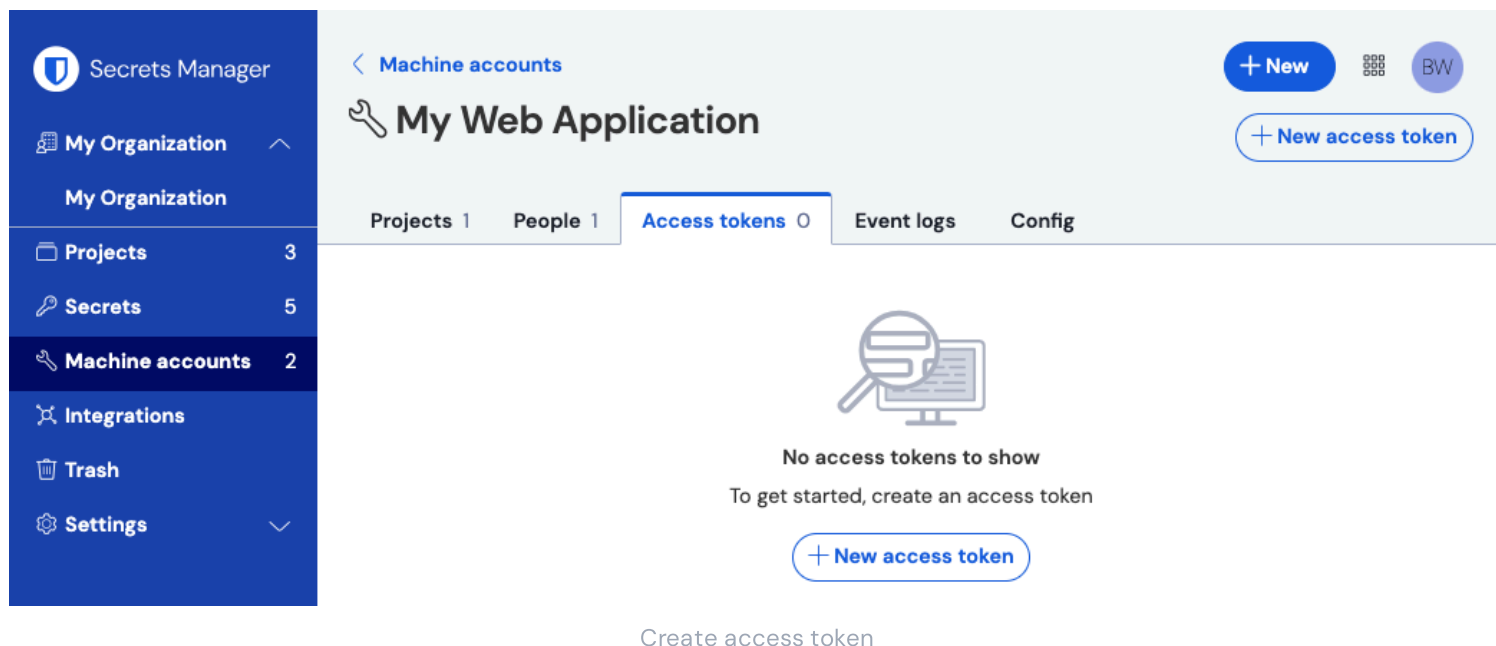 Secrets Manager
My Organization
My Organization
Projects 3
Secrets 5
Machine accounts 2
Integrations
Trash
Settings
Machine accounts
My Web Application
New
BW
New access token
Projects 1 People 1 Access tokens 0 Event logs Config
No access tokens to show
To get started, create an access token
New access token
Create access token